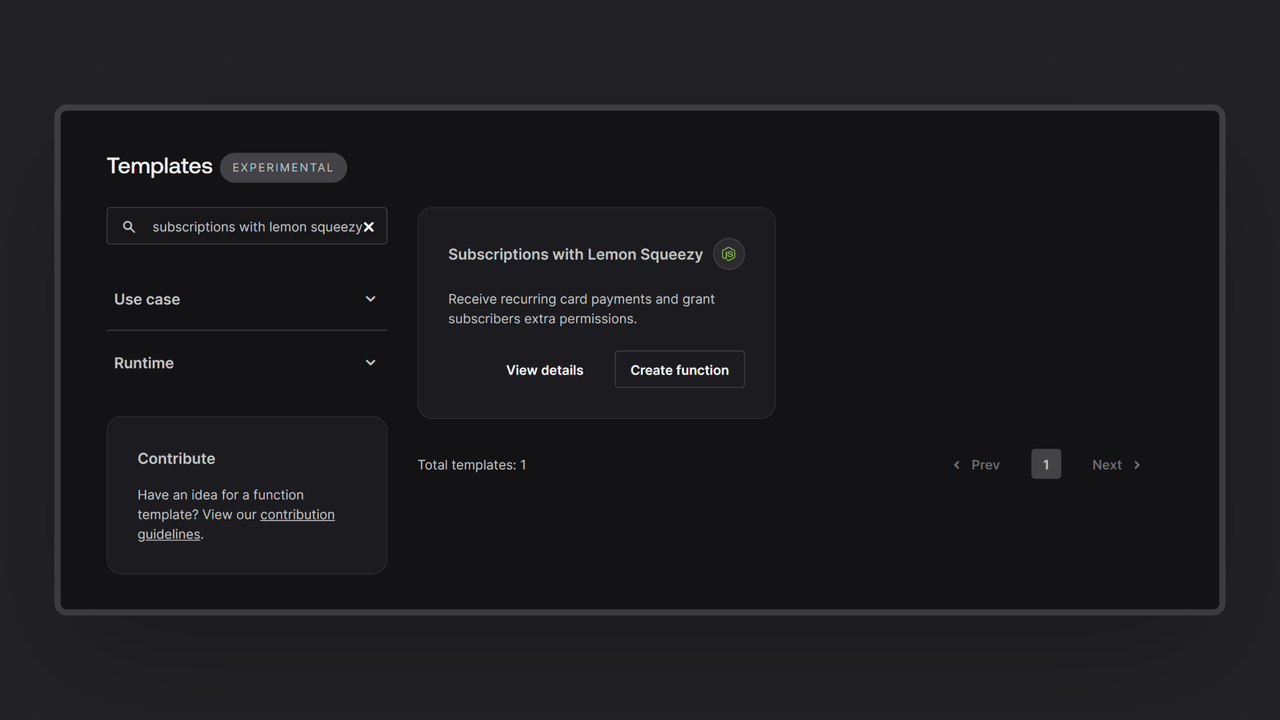 Templates EXPERIMENTAL
subscriptions with lemon squeezy
Use case
Runtime
Contribute
Have an idea for a function
template? View our contribution
guidelines.
Subscriptions with Lemon Squeezy
Receive recurring card payments and grant
subscribers extra permissions.
View details Create function
Total templates: 1
Prev 1 Next